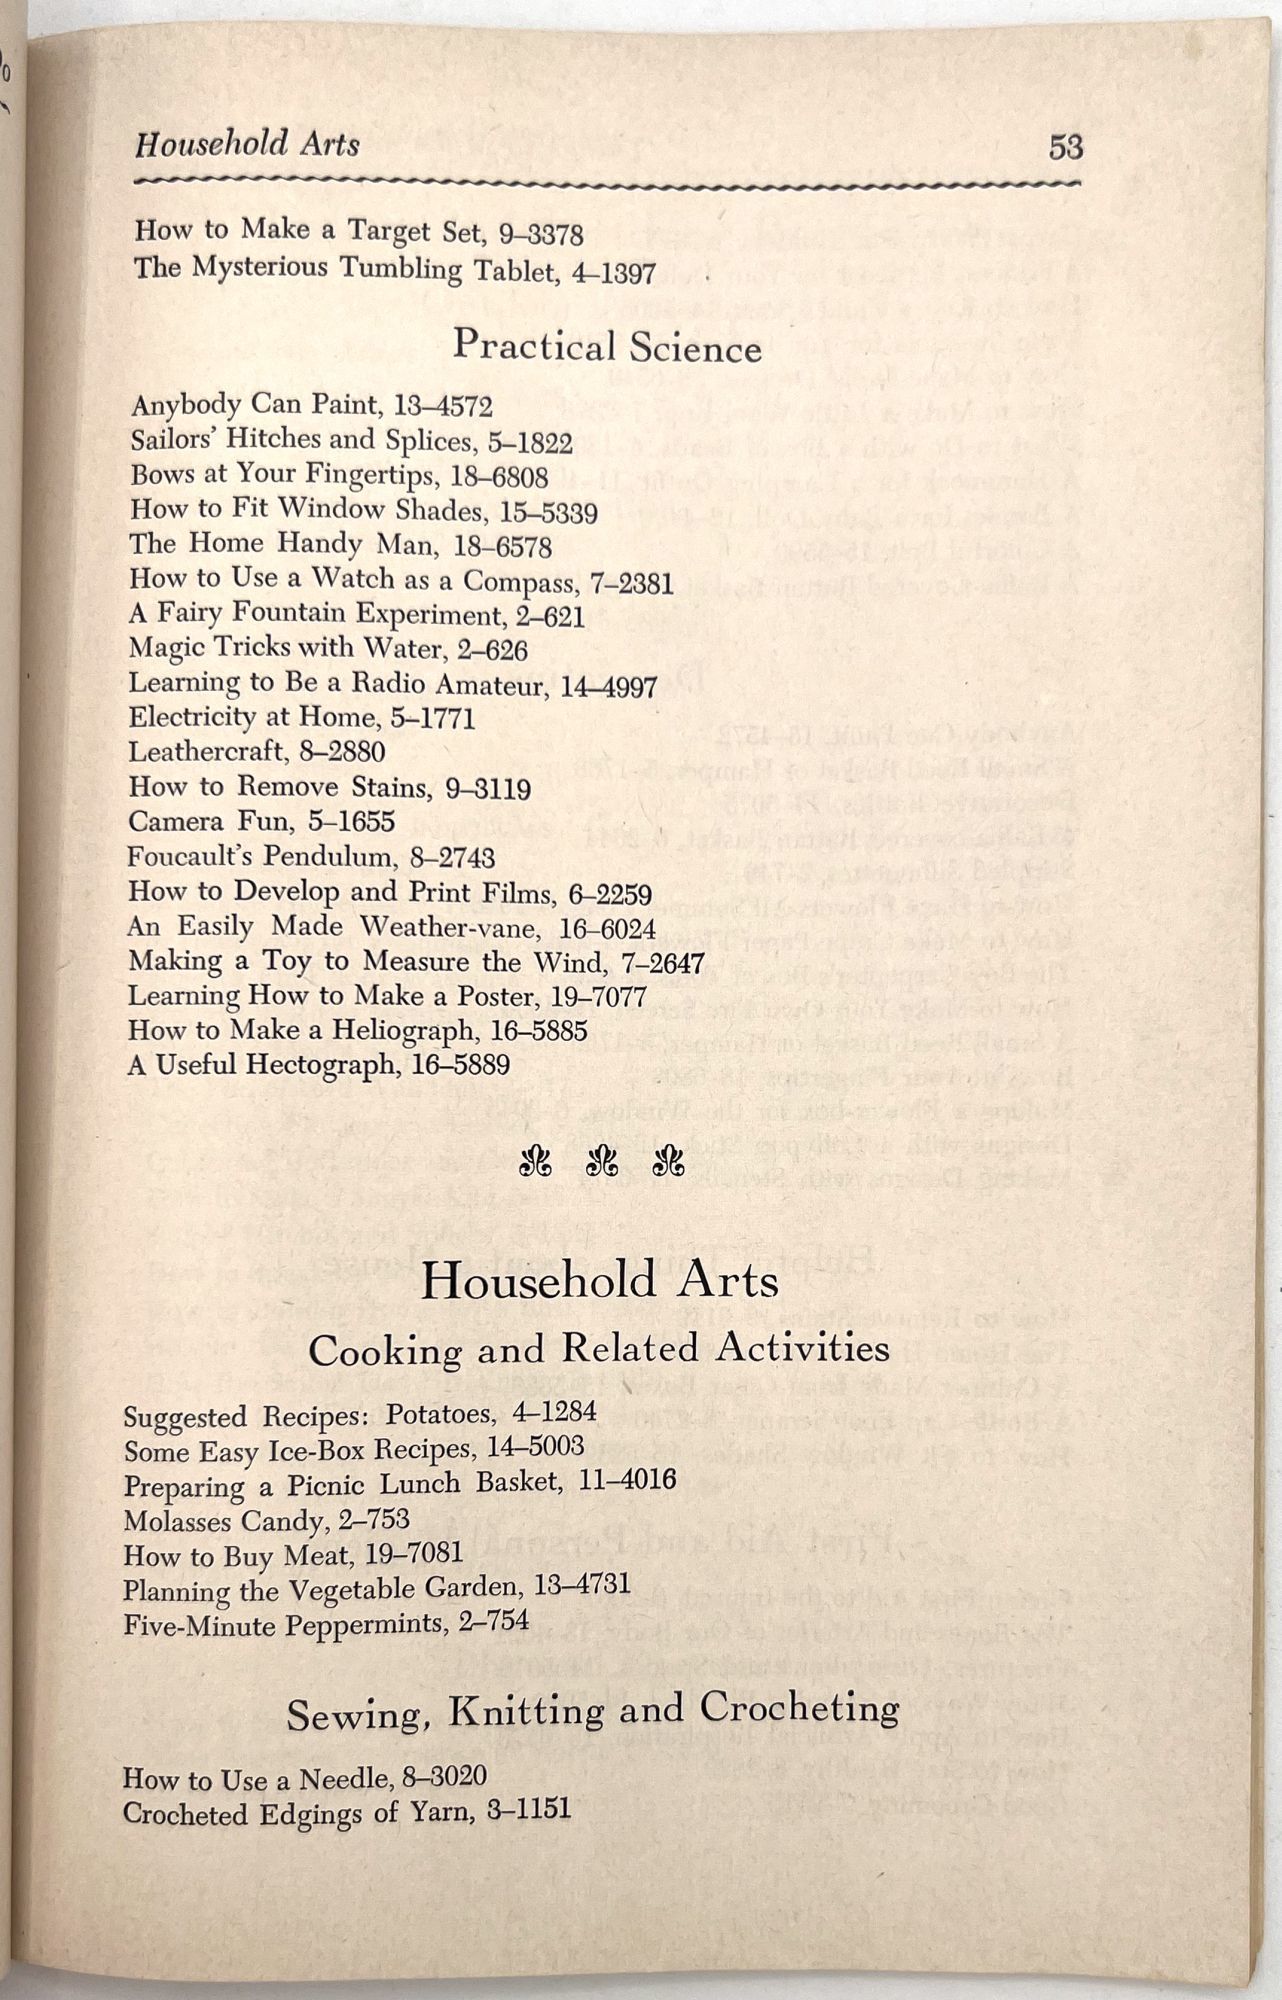 Household Arts 53
How to Make a Target Set, 9–3378
The Mysterious Tumbling Tablet, 4–1397
Practical Science
Anybody Can Paint, 13–4572
Sailors' Hitches and Splices, 5–1822
Bows at Your Fingertips, 18–6808
How to Fit Window Shades, 15–5339
The Home Handy Man, 18–6578
How to Use a Watch as a Compass, 7–2381
A Fairy Fountain Experiment, 2–621
Magic Tricks with Water, 2–626
Learning to Be a Radio Amateur, 14–4997
Electricity at Home, 5–1771
Leathercraft, 8–2880
How to Remove Stains, 9–3119
Camera Fun, 5–1655
Foucault's Pendulum, 8–2743
How to Develop and Print Films, 6–2259
An Easily Made Weather-vane, 16–6024
Making a Toy to Measure the Wind, 7–2647
Learning How to Make a Poster, 19–7077
How to Make a Heliograph, 16–5885
A Useful Hectograph, 16–5889
Household Arts
Cooking and Related Activities
Suggested Recipes: Potatoes, 4–1284
Some Easy Ice-Box Recipes, 14–5003
Preparing a Picnic Lunch Basket, 11–4016
Molasses Candy, 2–753
How to Buy Meat, 19–7081
Planning the Vegetable Garden, 13–4731
Five-Minute Peppermints, 2–754
Sewing, Knitting and Crocheting
How to Use a Needle, 8–3020
Crocheted Edgings of Yarn, 3–1151